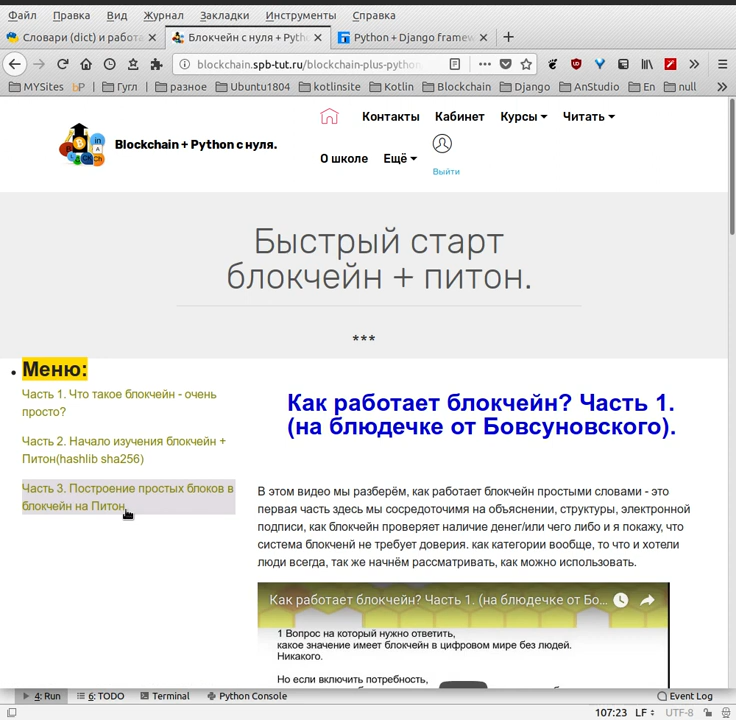 Файл Правка Вид Журнал Закладки Инструменты Справка
Словари (dict) и работа Блокчейн с нуля + Pyth Python + Django framew
blockchain.spb-tut.ru/blockchain-plus-python
MYSites bP Гугл разное Ubuntu1804 kotlinsite Kotlin Blockchain Django AnStudio En null
Контакты Кабинет Курсы Читать
Blockchain + Python с нуля.
О школе Ещё
Выйти
Быстрый старт
блокчейн + питон.
***
Меню:
Часть 1. Что такое блокчейн - очень
просто?
Часть 2. Начало изучения блокчейн +
Питон(hashlib sha256)
Часть 3. Построение простых блоков в
блокчейн на Питон.
Как работает блокчейн? Часть 1.
(на блюдечке от Бовсуновского).
В этом видео мы разберём, как работает блокчейн простыми словами - это
первая часть здесь мы сосредоточимся на объяснении, структуры, электронной
подписи, как блокчейн проверяет наличие денег/или чего либо и я покажу, что
система блокченй не требует доверия. как категории вообще, то что и хотели
люди всегда, так же начнём рассматривать, как можно использовать.
Как работает блокчейн? Часть 1. (на блюдечке от Бо...
1 Вопрос на который нужно ответить,
какое значение имеет блокчейн в цифровом мире без людей.
Никакого.
Но если включить потребность,
4: Run 6: TODO Terminal Python Console Event Log
107:23 LF UTF-8